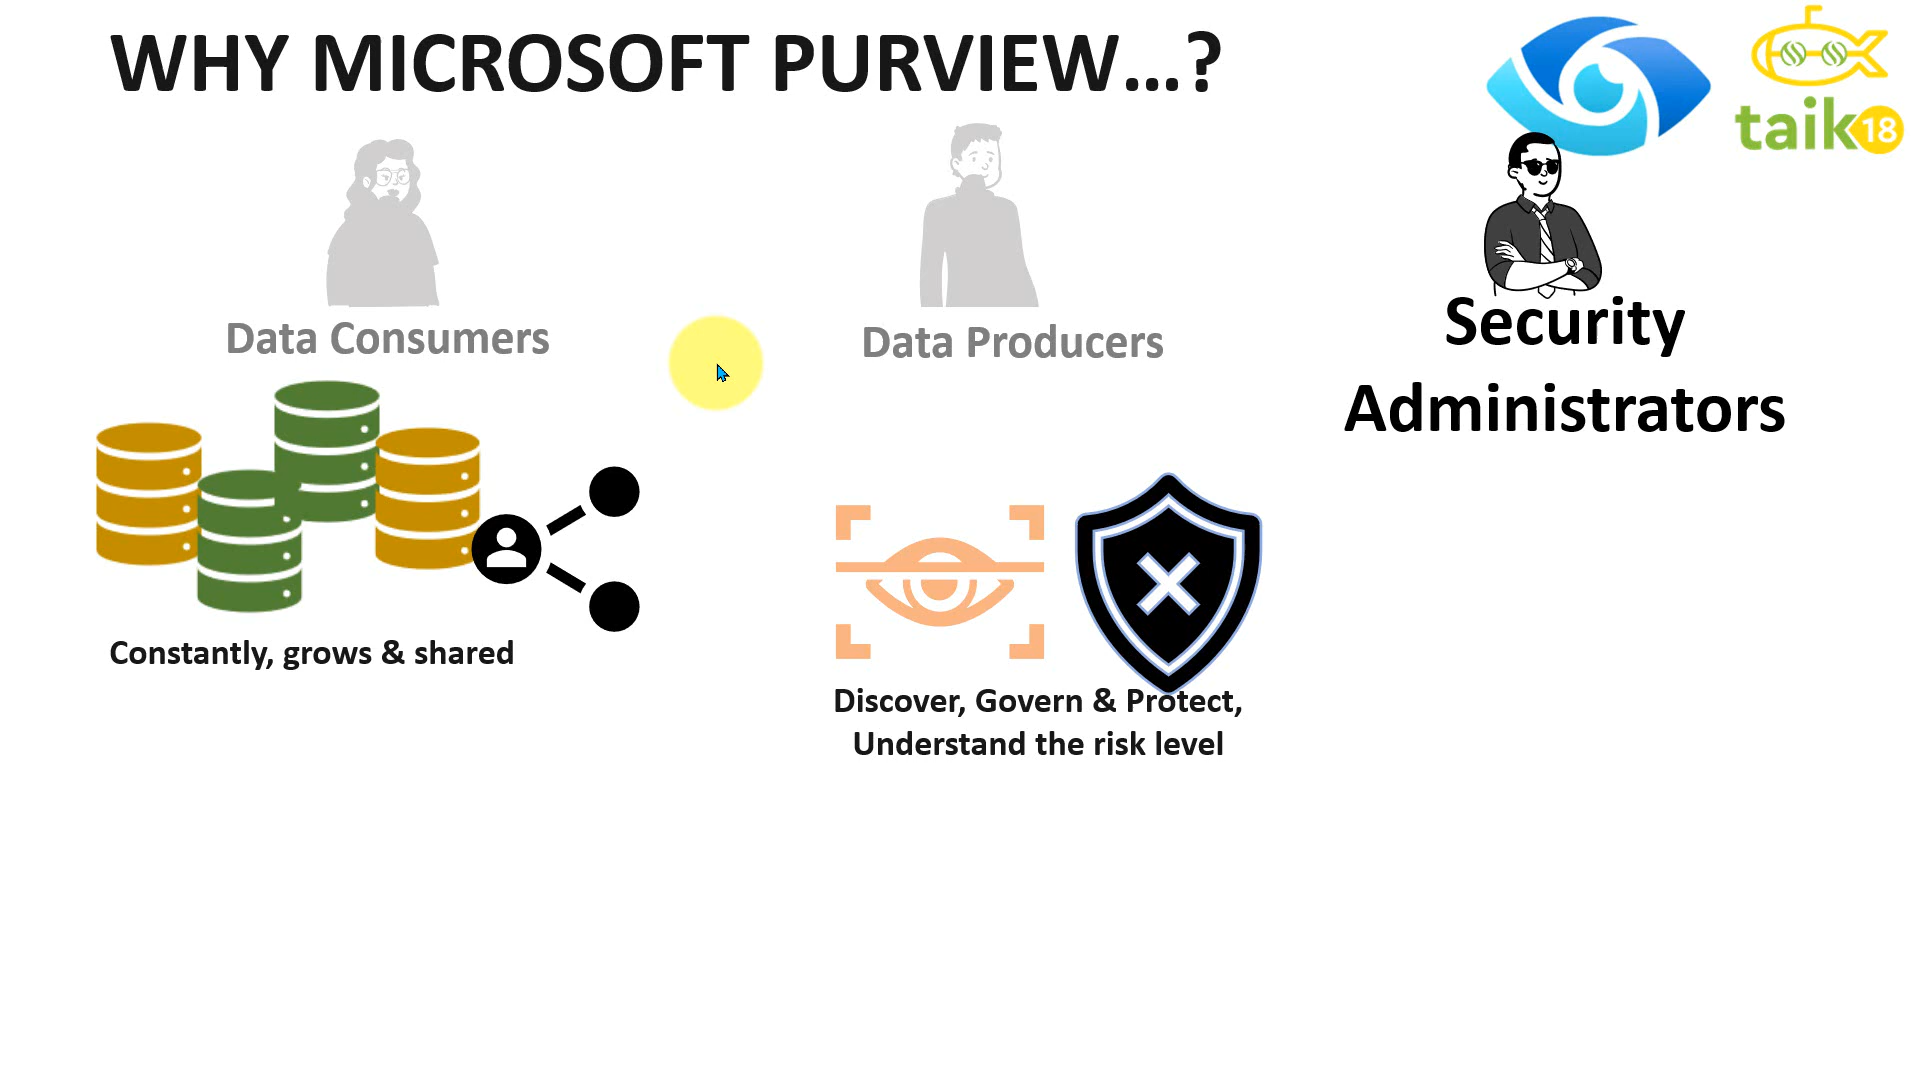 WHY MICROSOFT PURVIEW...?
taik18
Data Consumers
Data Producers
Security
Administrators
Constantly, grows & shared
Discover, Govern & Protect,
Understand the risk level